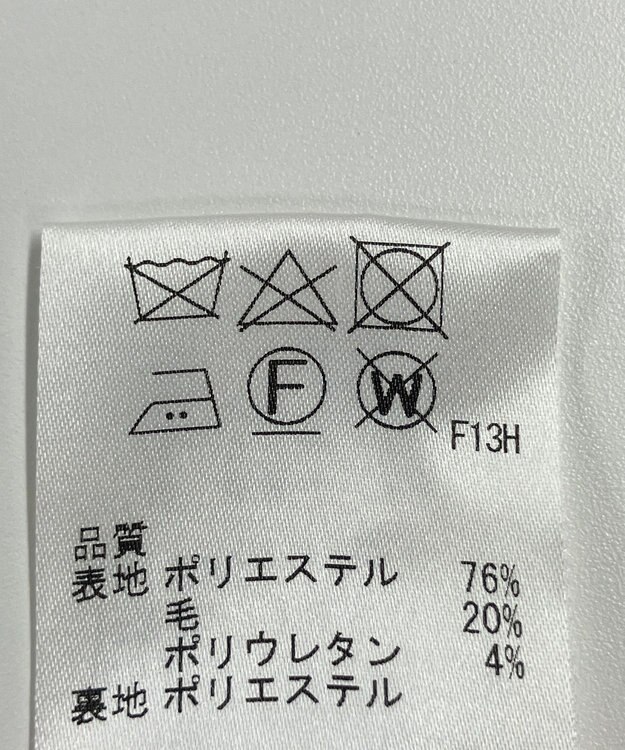 F W F13H
品質
表地 ポリエステル 76%
毛 20%
ポリウレタン 4%
裏地 ポリエステル